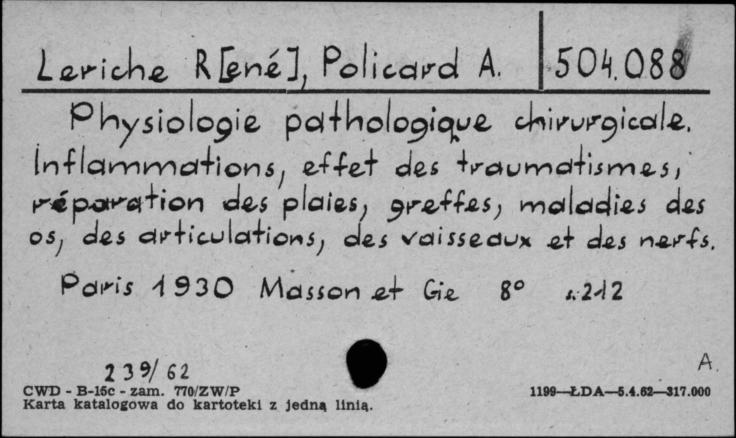 Leriche R[ené], Policard A. 504.088
Physiologie pathologique chirurgicale.
Inflammations, effet des traumatismes,
réparation des plaies, greffes, maladies des
os, des articulations, des vaisseaux et des nerfs.
Paris 1930 Masson et Cie 8° s. 212
239/62
A.
CWD - B-15c - zam. 770/ZW/P
Karta katalogowa do kartoteki z jedną linią.
1199—ŁDA—5.4.62—317.000